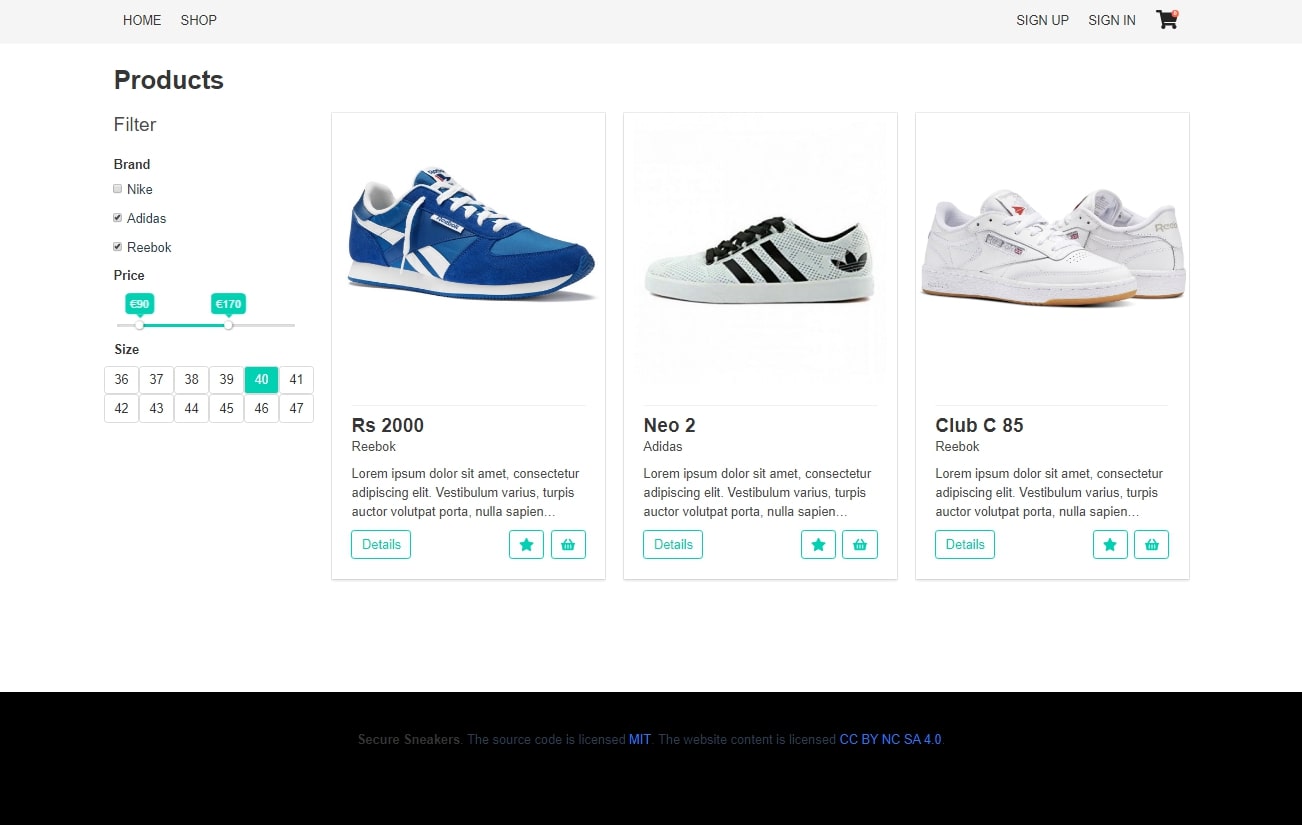 HOME SHOP SIGN UP SIGN IN
Products
Filter
Brand
Nike
Adidas
Reebok
Price
€90 €170
Size
36 37 38 39 40 41
42 43 44 45 46 47
Reebok
Rs 2000
Reebok
Lorem ipsum dolor sit amet, consectetur
adipiscing elit. Vestibulum varius, turpis
auctor volutpat porta, nulla sapien…
Details
Neo 2
Adidas
Lorem ipsum dolor sit amet, consectetur
adipiscing elit. Vestibulum varius, turpis
auctor volutpat porta, nulla sapien…
Details
Club C 85
Reebok
Lorem ipsum dolor sit amet, consectetur
adipiscing elit. Vestibulum varius, turpis
auctor volutpat porta, nulla sapien…
Details
Secure Sneakers. The source code is licensed MIT. The website content is licensed CC BY NC SA 4.0.